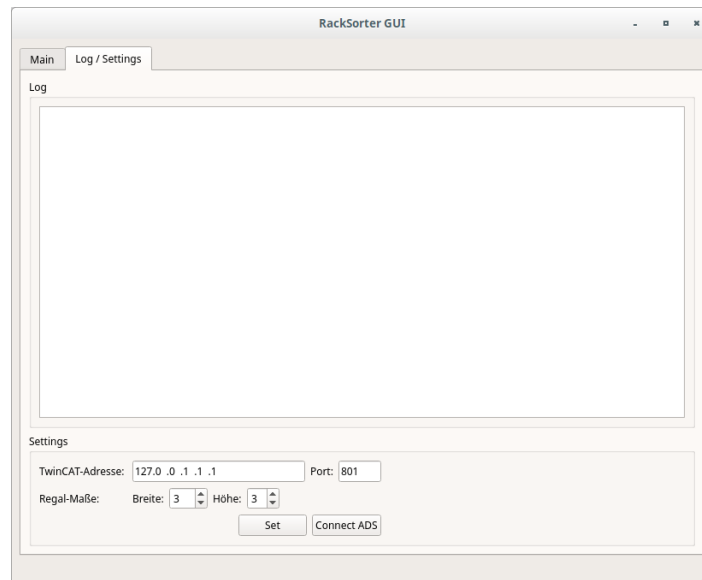 RackSorter GUI
Main Log / Settings
Log
Settings
TwinCAT-Adresse: 127.0 .0 .1 .1 .1 Port: 801
Regal-Maße: Breite: 3 Höhe: 3
Set Connect ADS